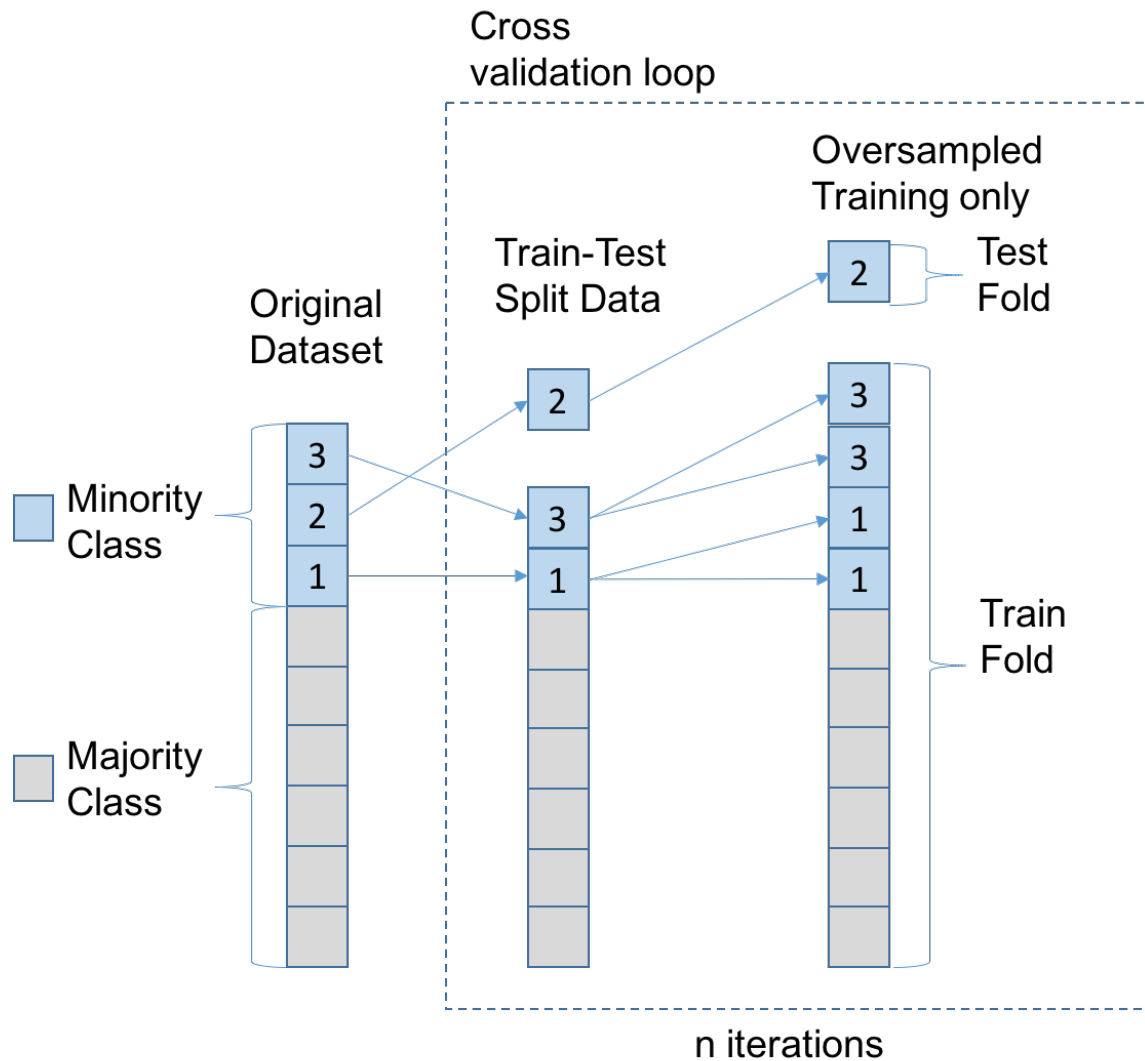 Cross
validation loop
Oversampled
Training only
Train-Test
Split Data
Original
Dataset
2
Test
Fold
2
3
3
3
2
3
1
1
1
1
Minority
Class
Majority
Class
Train
Fold
n iterations